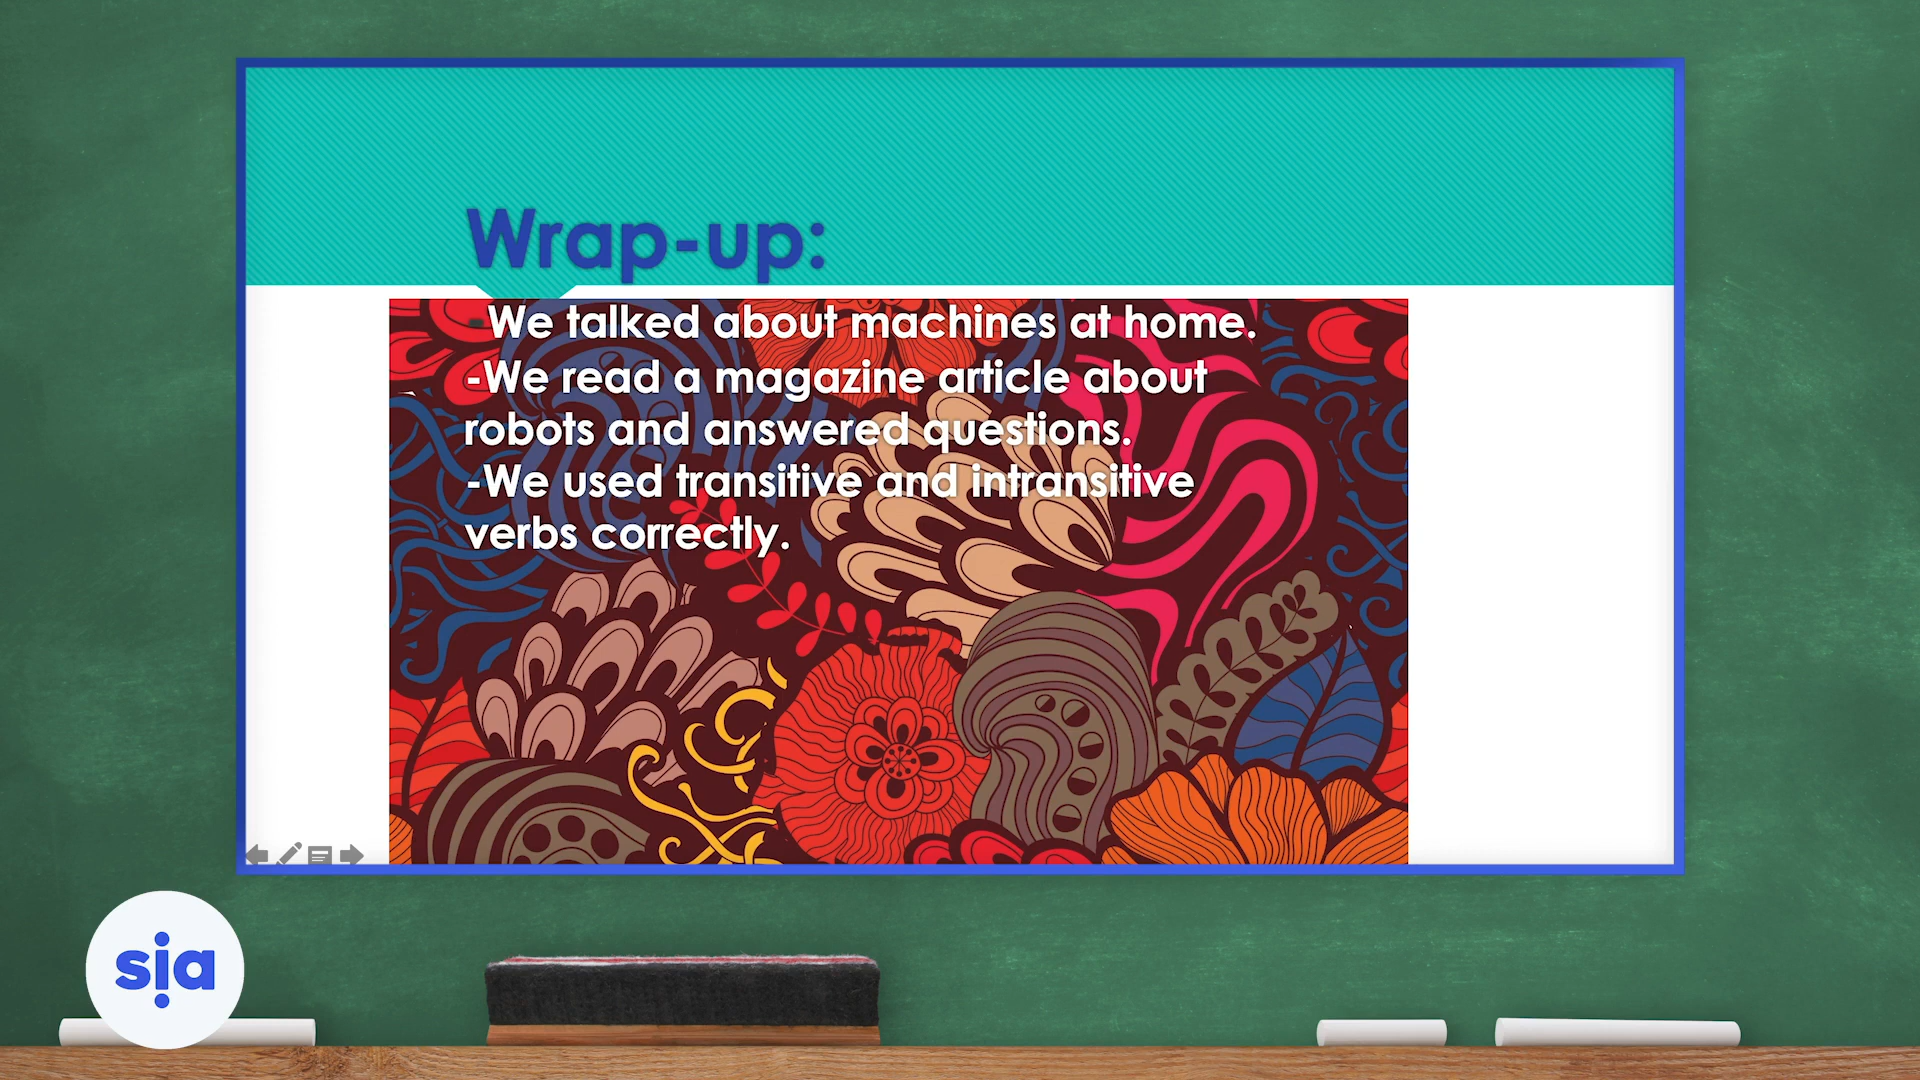 Wrap-up:
- We talked about machines at home.
-We read a magazine article about
robots and answered questions.
-We used transitive and intransitive
verbs correctly.
sia